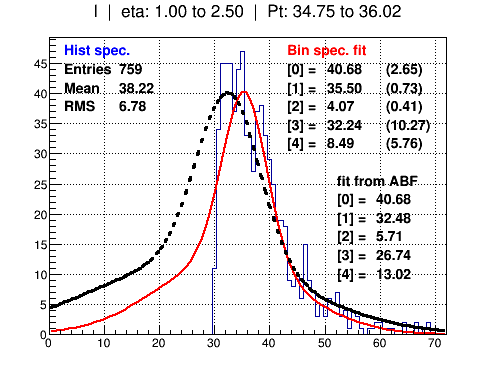 I | eta: 1.00 to 2.50 | Pt: 34.75 to 36.02
Hist spec.
Entries 759
Mean 38.22
RMS 6.78
Bin spec. fit
[0] = 40.68 (2.65)
[1] = 35.50 (0.73)
[2] = 4.07 (0.41)
[3] = 32.24 (10.27)
[4] = 8.49 (5.76)
fit from ABF
[0] = 40.68
[1] = 32.48
[2] = 5.71
[3] = 26.74
[4] = 13.02
45
40
35
30
25
20
15
10
5
0
0 10 20 30 40 50 60 70